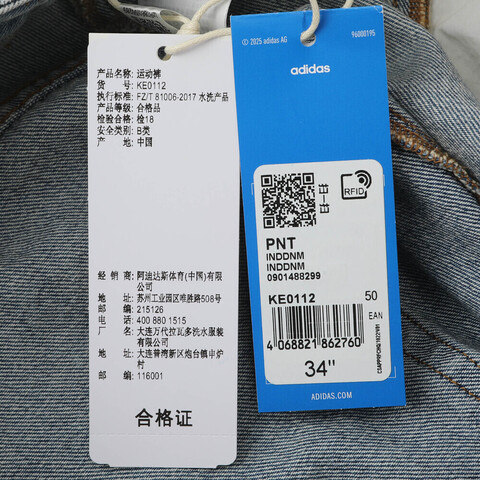 产品名称: 运动裤
货 号: KE0112
执行标准: FZ/T 81006-2017 水洗产品
产品等级: 合格品
检验合格: 检18
安全类别: B类
产 地: 中国
经 销 商: 阿迪达斯体育(中国)有限
公司
地 址: 苏州工业园区唯胜路508号
邮 编: 215126
电 话: 400 880 1515
厂 名: 大连万代拉瓦多洗水服装
有限公司
地 址: 大连普湾新区炮台镇中炉
村
邮 编: 116001
合格证
© 2025 adidas AG
96000195
adidas
RFID
PNT
INDDNM
INDDNM
0901488299
KE0112
50
EAN
4 068821 862760
34"
ADIDAS.COM